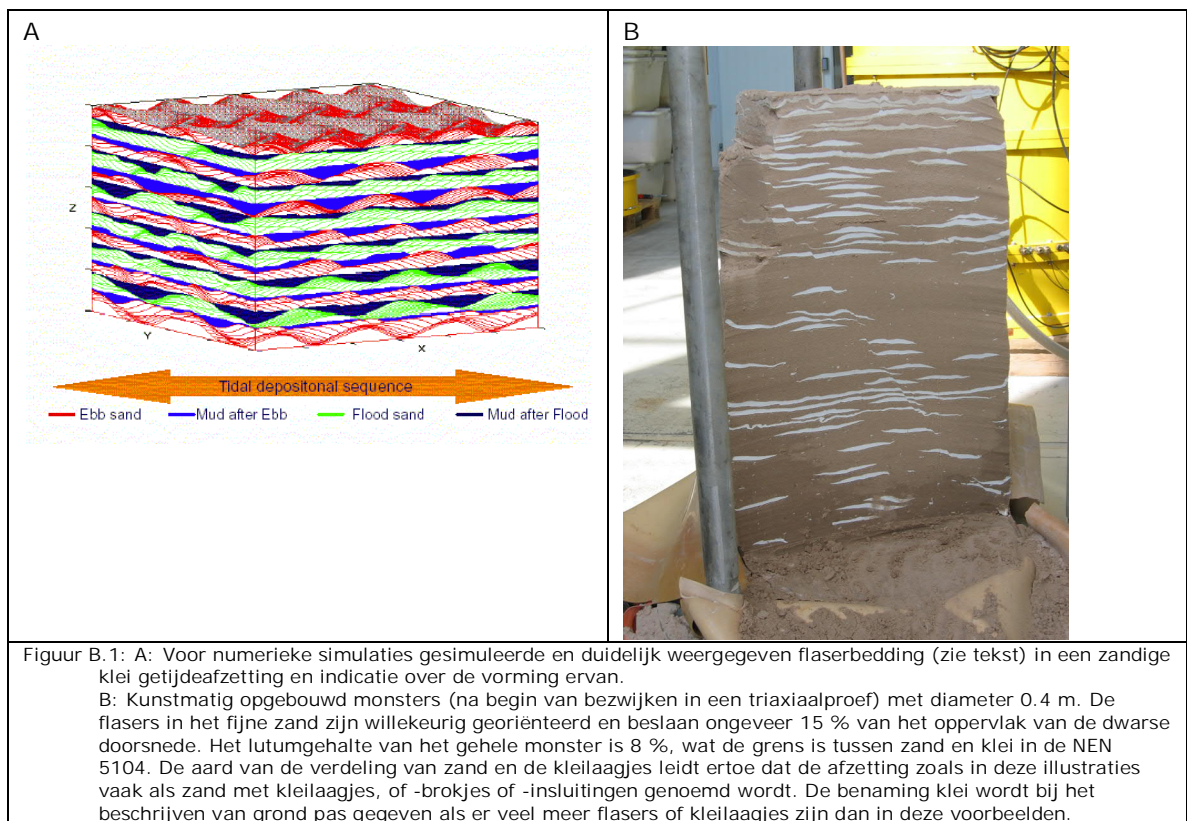 A
B
Z
Y
X
Tidal depositonal sequence
Ebb sand
Mud after Ebb
Flood sand
Mud after Flood
Figuur B.1: A: Voor numerieke simulaties gesimuleerde en duidelijk weergegeven flaserbedding (zie tekst) in een zandige
klei getijdeafzetting en indicatie over de vorming ervan.
B: Kunstmatig opgebouwd monsters (na begin van bezwijken in een triaxiaalproef) met diameter 0.4 m. De
flasers in het fijne zand zijn willekeurig georiënteerd en beslaan ongeveer 15 % van het oppervlak van de dwarse
doorsnede. Het lutumgehalte van het gehele monster is 8 %, wat de grens is tussen zand en klei in de NEN
5104. De aard van de verdeling van zand en de kleilaagjes leidt ertoe dat de afzetting zoals in deze illustraties
vaak als zand met kleilaagjes, of -brokjes of -insluitingen genoemd wordt. De benaming klei wordt bij het
beschrijven van grond pas gegeven als er veel meer flasers of kleilaagjes zijn dan in deze voorbeelden.